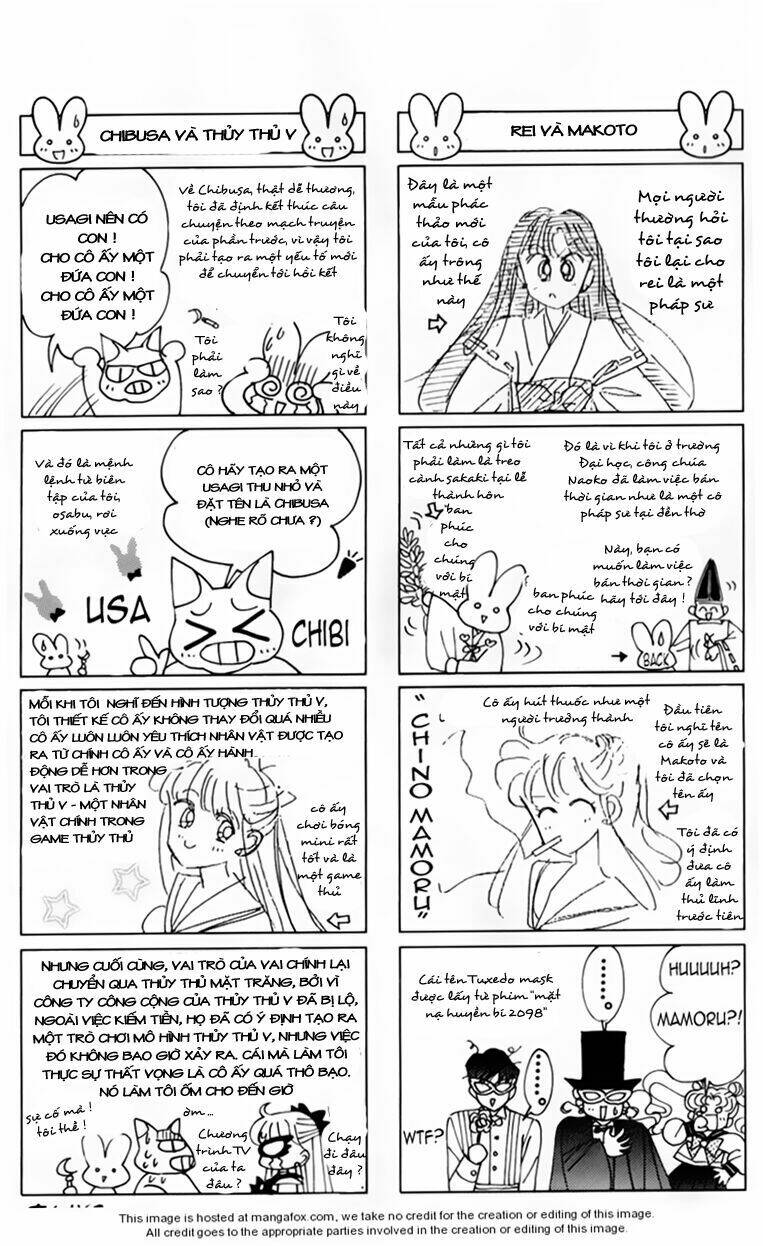 CHIBUSA VÀ THỦY THỦ V
USAGI NÊN CÓ
CON !
CHO CÔ ẤY MỘT
ĐỨA CON !
CHO CÔ ẤY MỘT
ĐỨA CON !
Về Chibusa, thật dễ thương,
tôi đã định kết thúc câu
chuyện theo mạch truyện
của phần trước, vì vậy tôi
phải tạo ra một yếu tố mới
để chuyển tới hồi kết
Tôi
phải
làm
sao ?
Tôi
không
nghĩ
gì về
điều
này
Và đó là mệnh
lệnh từ biên
tập của tôi,
osabu, rơi
xuống vực
CÔ HÃY TẠO RA MỘT
USAGI THU NHỎ VÀ
ĐẶT TÊN LÀ CHIBUSA
(NGHE RÕ CHƯA ?)
USA
CHIBI
MỖI KHI TÔI NGHĨ ĐẾN HÌNH TƯỢNG THỦY THỦ V,
TÔI THIẾT KẾ CÔ ẤY KHÔNG THAY ĐỔI QUÁ NHIỀU
CÔ ẤY LUÔN LUÔN YÊU THÍCH NHÂN VẬT ĐƯỢC TẠO
RA TỪ CHÍNH CÔ ẤY VÀ CÔ ẤY HÀNH
ĐỘNG DỄ HƠN TRONG
VAI TRÒ LÀ THỦY
THỦ V - MỘT NHÂN
VẬT CHÍNH TRONG
GAME THỦY THỦ
cô ấy
chơi bóng
mini rất
tốt và là
một game
thủ
NHƯNG CUỐI CÙNG, VAI TRÒ CỦA VAI CHÍNH LẠI
CHUYỂN QUA THỦY THỦ MẶT TRĂNG, BỞI VÌ
CÔNG TY CÔNG CỘNG CỦA THỦY THỦ V ĐÃ BỊ LỘ,
NGOÀI VIỆC KIẾM TIỀN, HỌ ĐÃ CÓ Ý ĐỊNH TẠO RA
MỘT TRÒ CHƠI MÔ HÌNH THỦY THỦ V, NHƯNG VIỆC
ĐÓ KHÔNG BAO GIỜ XẢY RA. CÁI MÀ LÀM TÔI
THỰC SỰ THẤT VỌNG LÀ CÔ ẤY QUÁ THÔ BẠO.
NÓ LÀM TÔI ỐM CHO ĐẾN GIỜ
sự cố mà !
tôi thề !
ờm ...
Chương
trình TV
của ta
đâu ?
Chạy
đi đâu
đây ?
REI VÀ MAKOTO
Đây là một
mẫu phác
thảo mới
của tôi, cô
ấy trông
như thế
này
Mọi người
thường hỏi
tôi tại sao
tôi lại cho
rei là một
pháp sư
Tất cả những gì tôi
phải làm là treo
cành sakaki tại lễ
thành hôn
Đó là vì khi tôi ở trường
Đại học, công chúa
Naoko đã làm việc bán
thời gian như là một cô
pháp sư tại đền thờ
ban
phúc
cho
chúng
với bí
mật
ban phúc
cho chúng
với bí mật
Này, bạn có
muốn làm việc
bán thời gian ?
hãy tới đây !
BACK
"CHINO MAMORU"
Cô ấy hút thuốc như một
người trưởng thành
Đầu tiên
tôi nghĩ tên
cô ấy sẽ là
Makoto và
tôi đã chọn
tên ấy
Tôi đã có
ý định
đưa cô
ấy làm
thủ lĩnh
trước tiên
Cái tên Tuxedo mask
được lấy từ phim "mặt
nạ huyền bí 2098"
HUUUUH?
MAMORU?!
WTF?
This image is hosted at mangafox.com, we take no credit for the creation or editing of this image.
All credit goes to the appropriate parties involved in the creation or editing of this image.